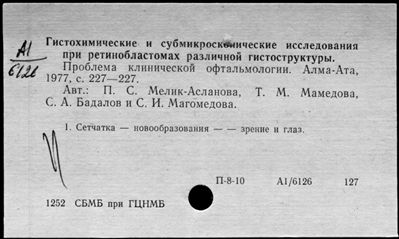 А1
6126
Гистохимические и субмикроскопические исследования
при ретинобластомах различной гистоструктуры.
Проблема клинической офтальмологии. Алма-Ата,
1977, с. 227—227.
Авт.: П. С. Мелик-Асланова, Т. М. Мамедова,
С. А. Бадалов и С. И. Магомедова.
1. Сетчатка — новообразования — — зрение и глаз.
П-8-10 А1/6126 127
1252 СБМБ при ГЦНМБ